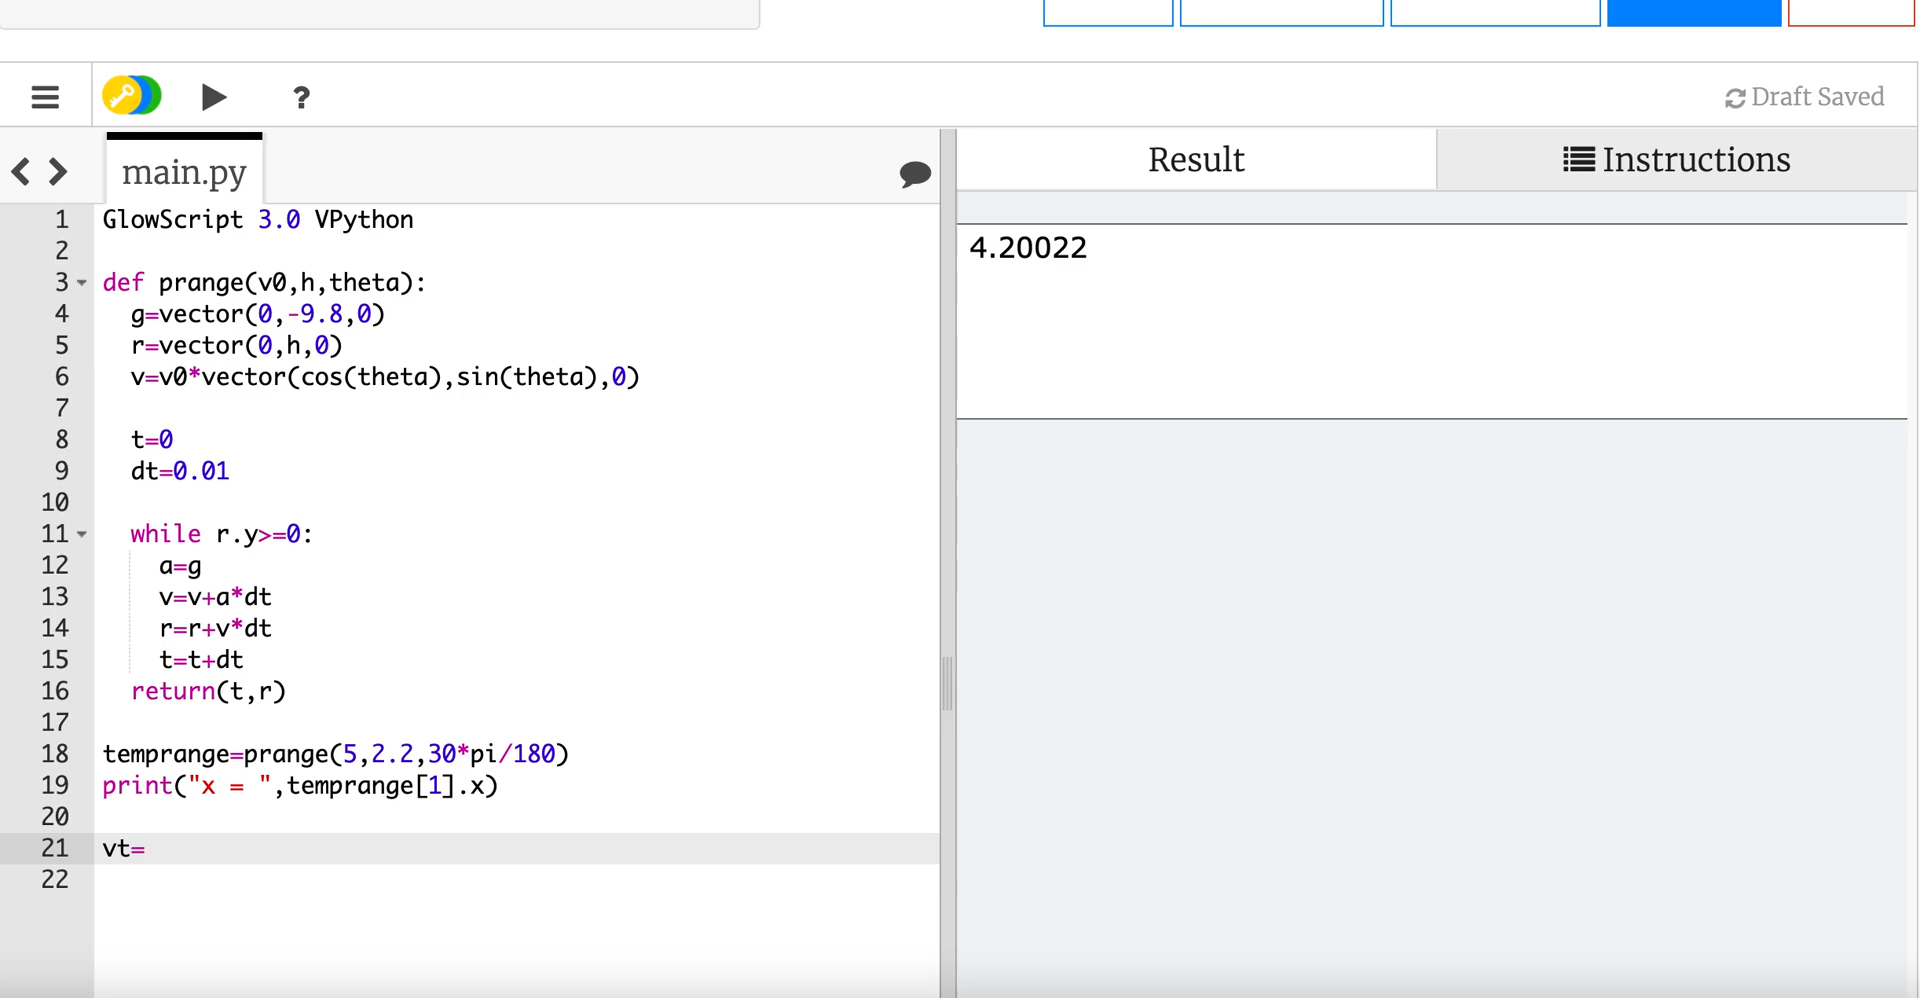 ?
Draft Saved
main.py
Result
Instructions
1 GlowScript 3.0 VPython
2
3 def prange(v0,h,theta):
4   g=vector(0,-9.8,0)
5   r=vector(0,h,0)
6   v=v0*vector(cos(theta),sin(theta),0)
7
8   t=0
9   dt=0.01
10
11   while r.y>=0:
12     a=g
13     v=v+a*dt
14     r=r+v*dt
15     t=t+dt
16   return(t,r)
17
18 temprange=prange(5,2.2,30*pi/180)
19 print("x = ",temprange[1].x)
20
21 vt=
22
4.20022